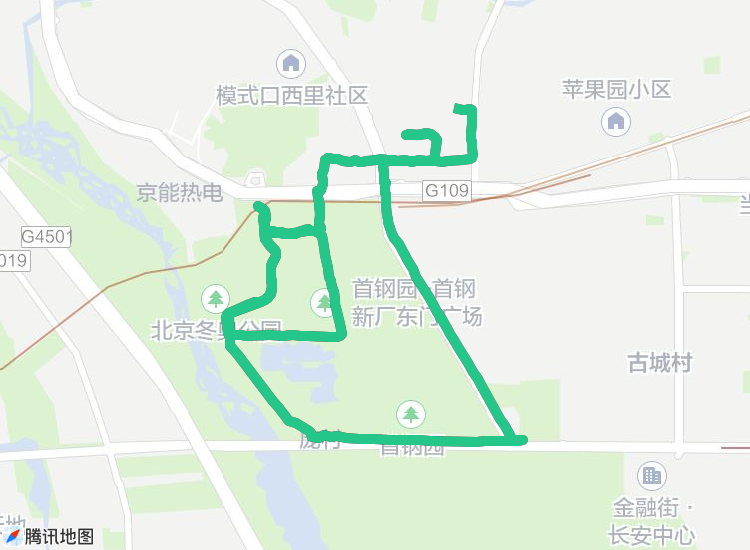 模式口西里社区
苹果园小区
京能热电
G109
当
G4501
019
首钢园-首钢
新厂东门广场
北京冬奥公园
古城村
庞村
首钢园
金融街·
长安中心
腾讯地图